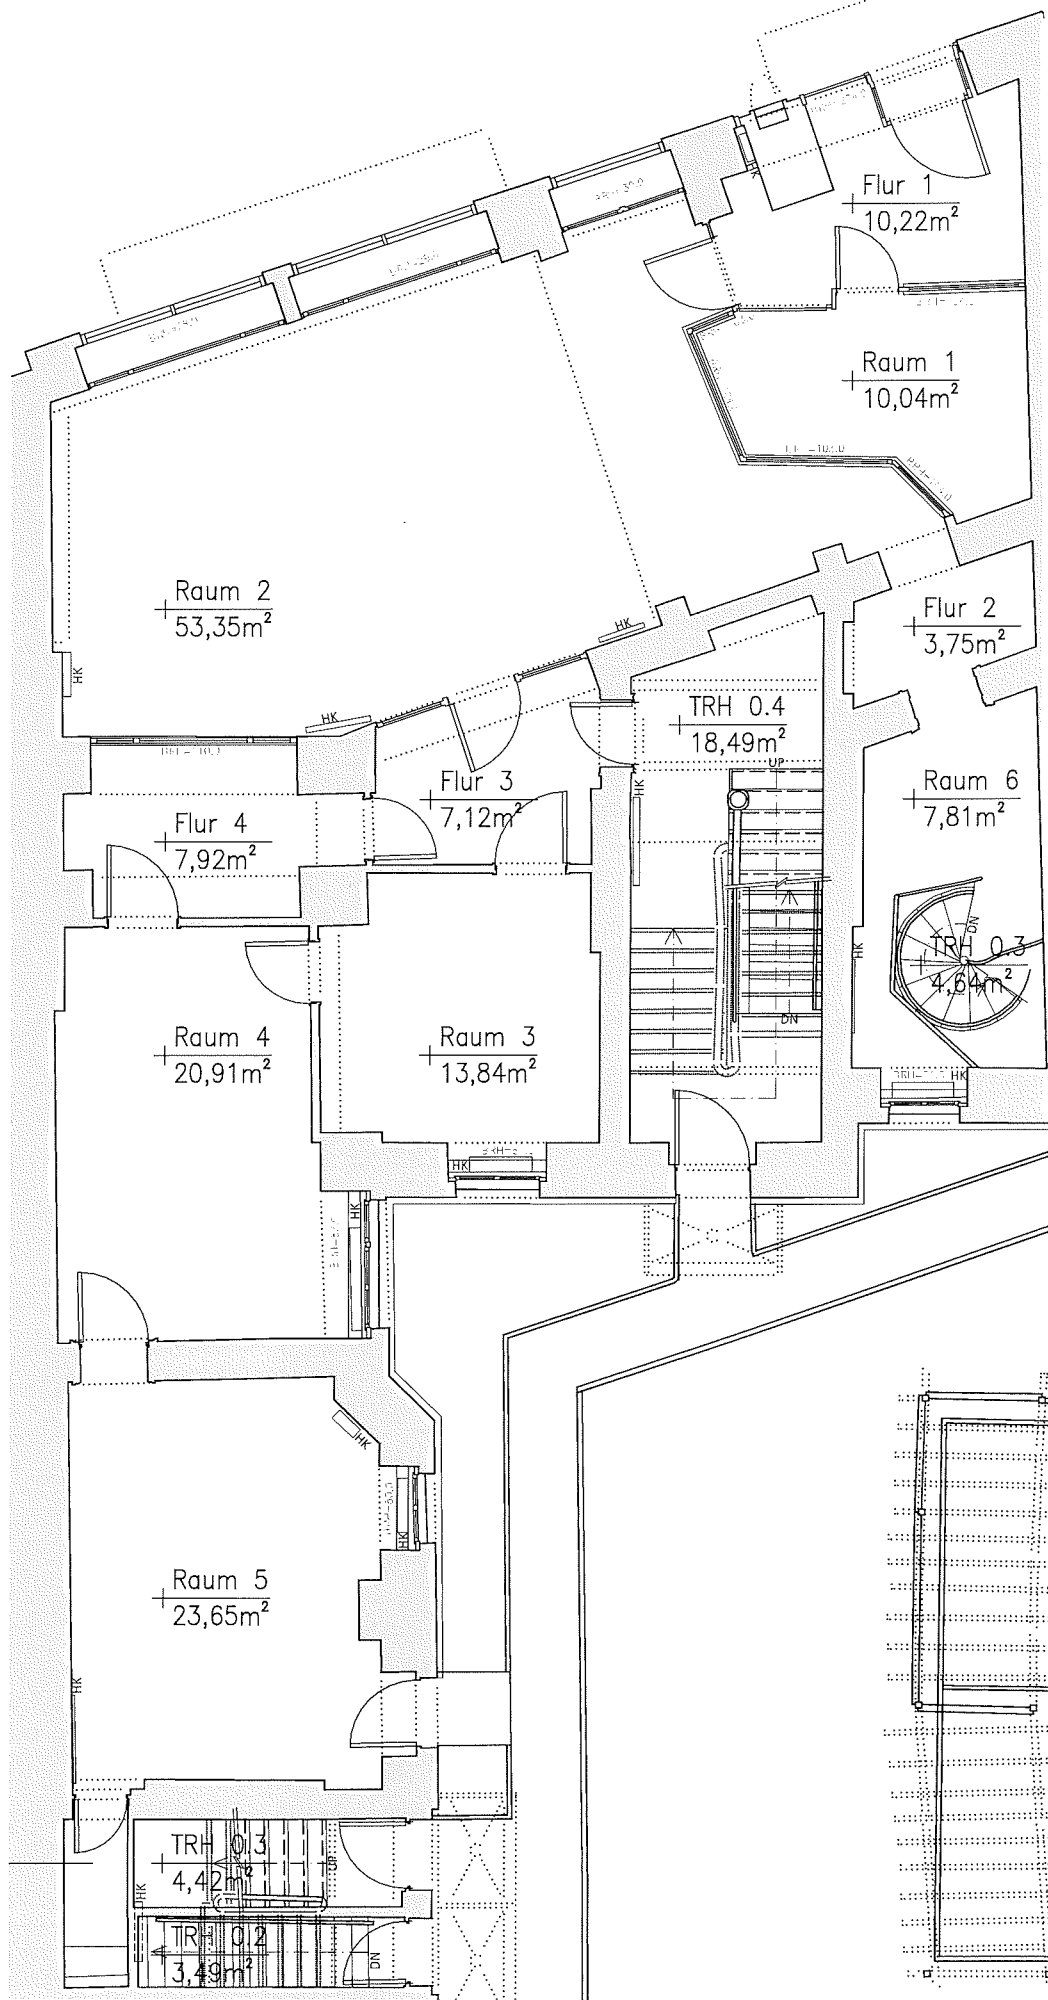 Flur 1
10,22m²
HK
Raum 1
10,04m²
Raum 2
53,35m²
HK
HK
HK
Flur 2
3,75m²
TRH 0.4
18,49m²
UP
HK
DN
Flur 3
7,12m²
Flur 4
7,92m²
Raum 6
7,81m²
DN
TRH 0.3
4,64m²
HK
HK
Raum 4
20,91m²
Raum 3
13,84m²
HK
HK
HK
HK
Raum 5
23,65m²
HK
TRH 0.3
4,42m²
UP
HK
TRH 0.2
3,49m²
DN